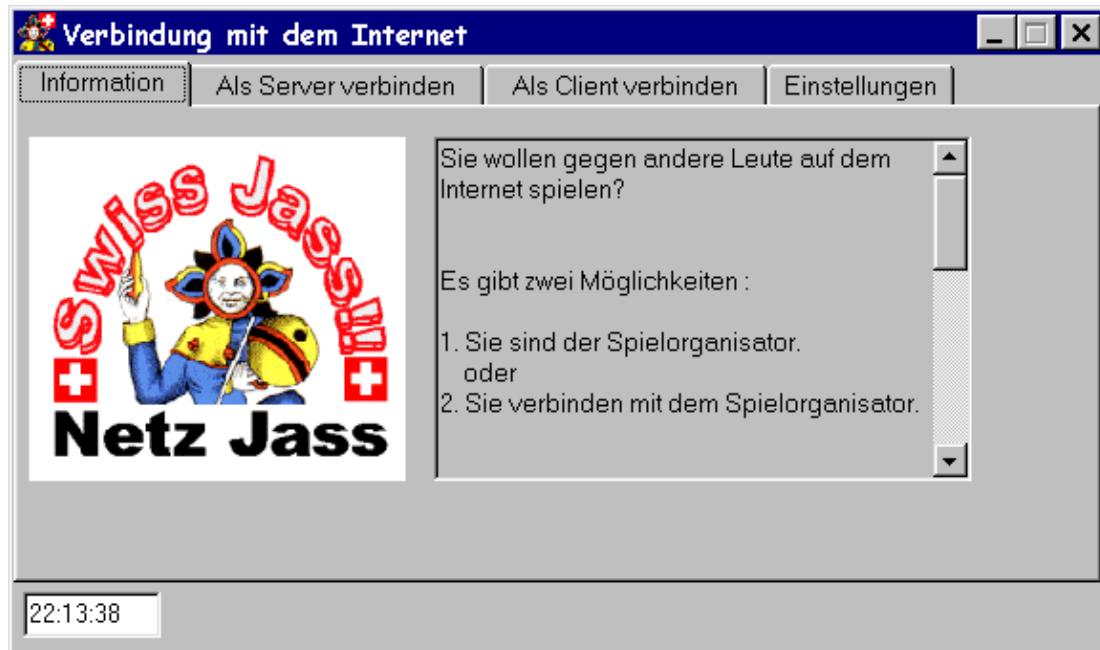 Verbindung mit dem Internet
Information
Als Server verbinden
Als Client verbinden
Einstellungen
Swiss Jass!!
Netz Jass
Sie wollen gegen andere Leute auf dem
Internet spielen?
Es gibt zwei Möglichkeiten :
1. Sie sind der Spielorganisator.
oder
2. Sie verbinden mit dem Spielorganisator.
22:13:38